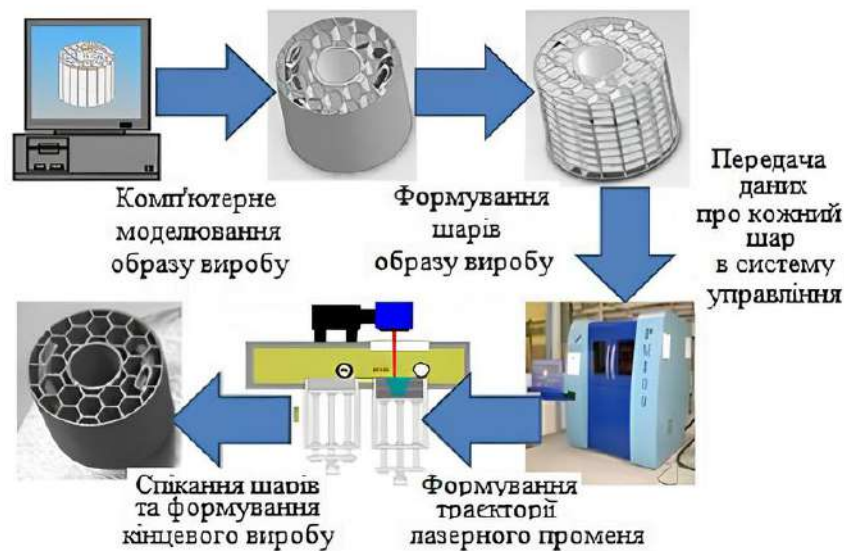 Комп'ютерне
моделювання
образу виробу
Формування
шарів
образу виробу
Передача
даних
про кожний
шар
в систему
управління
Формування
траєкторії
лазерного променя
Спікання шарів
та формування
кінцевого виробу